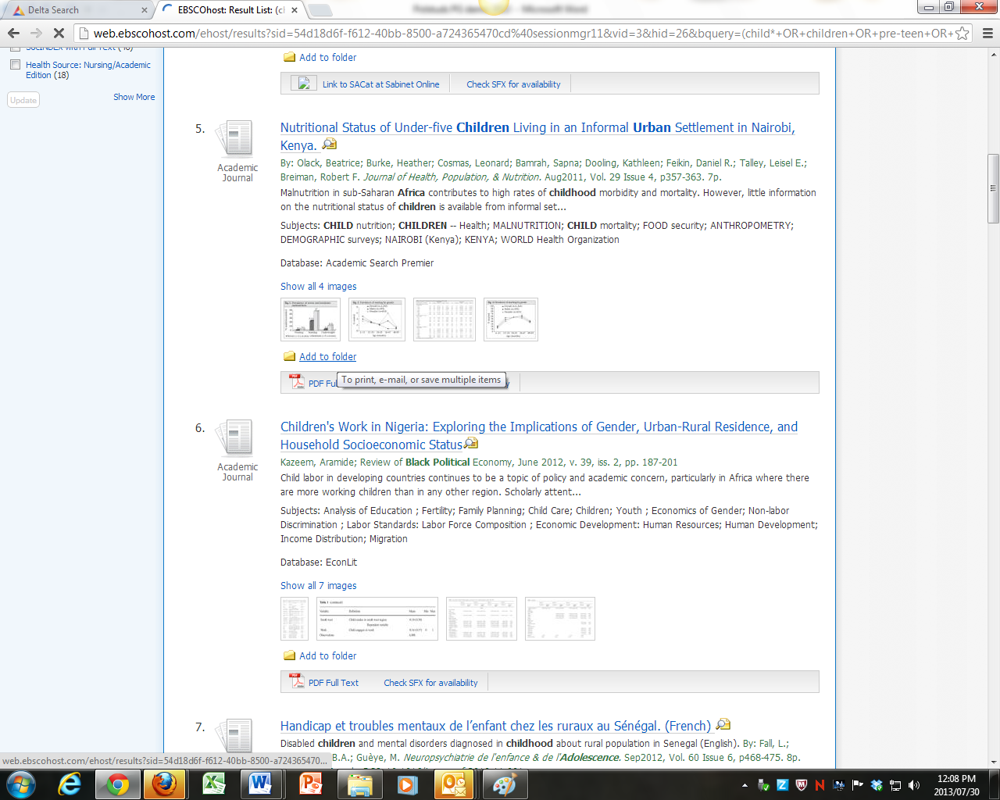 Delta Search
EBSCOhost: Result List: (cl
web.ebscohost.com/ehost/results?sid=54d18d6f-f612-40bb-8500-a724365470cd%40sessionmgr11&vid=3&hid=26&bquery=(child*+OR+children+OR+pre-teen+OR+
SocINDEX with Full Text
Health Source: Nursing/Academic
Edition (18)
Update
Show More
Add to folder
Link to SACat at Sabinet Online
Check SFX for availability
5.
Academic
Journal
Nutritional Status of Under-five Children Living in an Informal Urban Settlement in Nairobi,
Kenya.
By: Olack, Beatrice; Burke, Heather; Cosmas, Leonard; Bamrah, Sapna; Dooling, Kathleen; Feikin, Daniel R.; Talley, Leisel E.;
Breiman, Robert F. Journal of Health, Population, & Nutrition. Aug2011, Vol. 29 Issue 4, p357-363. 7p.
Malnutrition in sub-Saharan Africa contributes to high rates of childhood morbidity and mortality. However, little information
on the nutritional status of children is available from informal set...
Subjects: CHILD nutrition; CHILDREN -- Health; MALNUTRITION; CHILD mortality; FOOD security; ANTHROPOMETRY;
DEMOGRAPHIC surveys; NAIROBI (Kenya); KENYA; WORLD Health Organization
Database: Academic Search Premier
Show all 4 images
Add to folder
PDF Ful
To print, e-mail, or save multiple items
6.
Academic
Journal
Children's Work in Nigeria: Exploring the Implications of Gender, Urban-Rural Residence, and
Household Socioeconomic Status
Kazeem, Aramide; Review of Black Political Economy, June 2012, v. 39, iss. 2, pp. 187-201
Child labor in developing countries continues to be a topic of policy and academic concern, particularly in Africa where there
are more working children than in any other region. Scholarly attent...
Subjects: Analysis of Education ; Fertility; Family Planning; Child Care; Children; Youth ; Economics of Gender; Non-labor
Discrimination ; Labor Standards: Labor Force Composition ; Economic Development: Human Resources; Human Development;
Income Distribution; Migration
Database: EconLit
Show all 7 images
Add to folder
PDF Full Text
Check SFX for availability
7.
Handicap et troubles mentaux de l'enfant chez les ruraux au Sénégal. (French)
Disabled children and mental disorders diagnosed in childhood about rural population in Senegal (English). By: Fall, L.;
B.A.; Guèye, M. Neuropsychiatrie de l'enfance & de l'Adolescence. Sep2012, Vol. 60 Issue 6, p468-475. 8p.
web.ebscohost.com/ehost/results?sid=54d18d6f-f612-40bb-8500-a724365470...
12:08 PM
2013/07/30